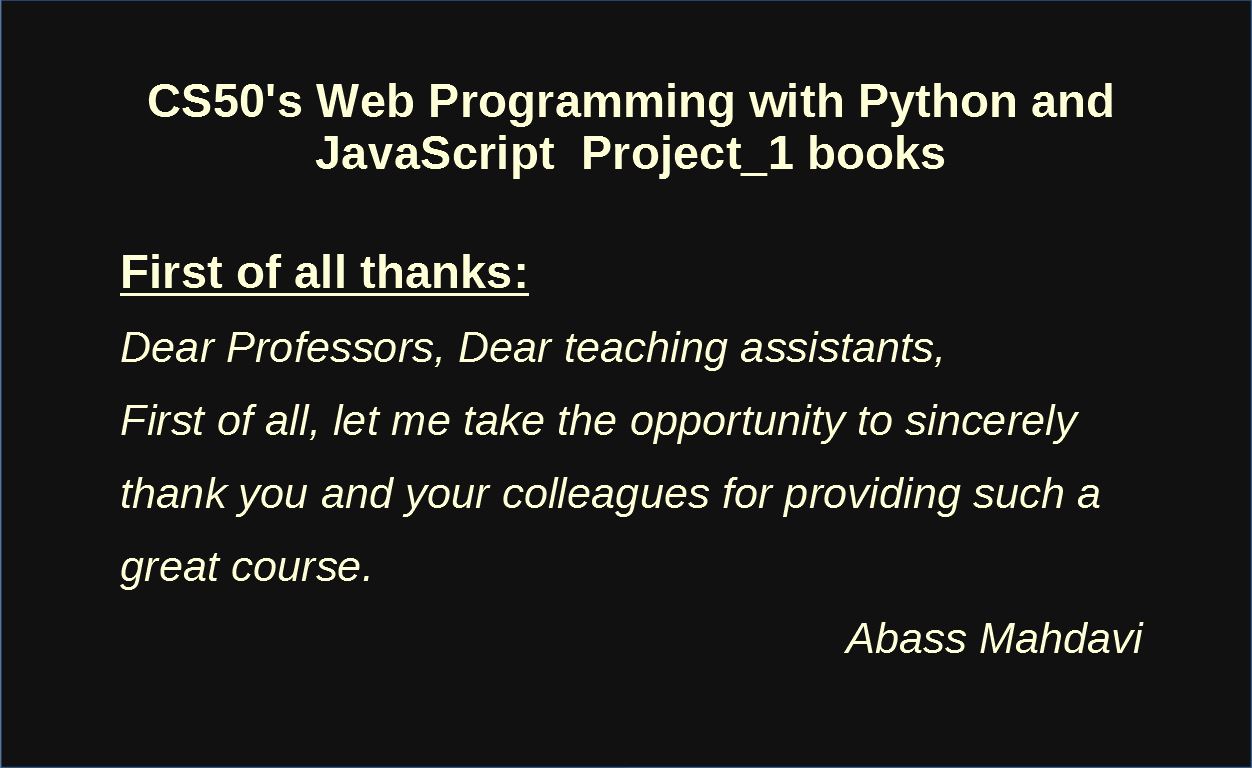 CS50's Web Programming with Python and
JavaScript  Project_1 books
First of all thanks:
Dear Professors, Dear teaching assistants,
First of all, let me take the opportunity to sincerely
thank you and your colleagues for providing such a
great course.
Abass Mahdavi